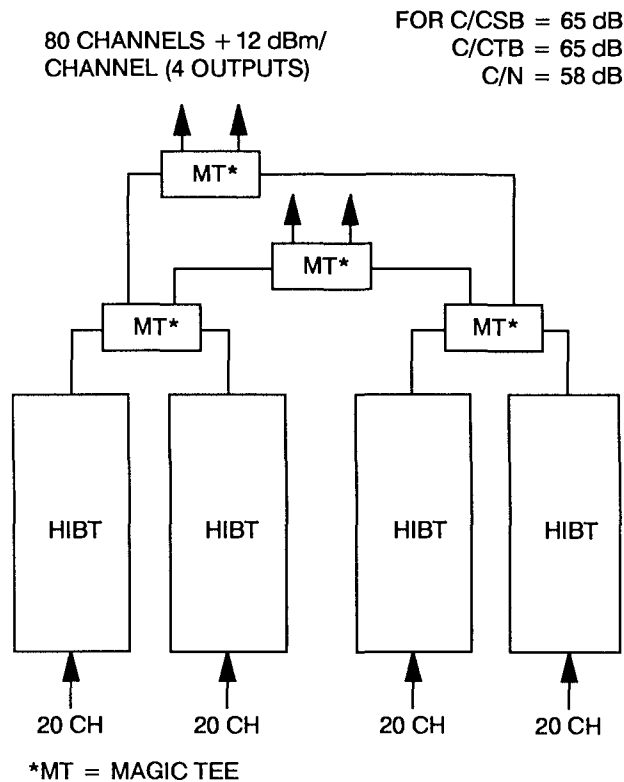 80 CHANNELS + 12 dBm/
CHANNEL (4 OUTPUTS)
FOR C/CSB = 65 dB
C/CTB = 65 dB
C/N = 58 dB
MT*
MT*
MT*
MT*
HIBT
HIBT
HIBT
HIBT
20 CH
20 CH
20 CH
20 CH
*MT = MAGIC TEE